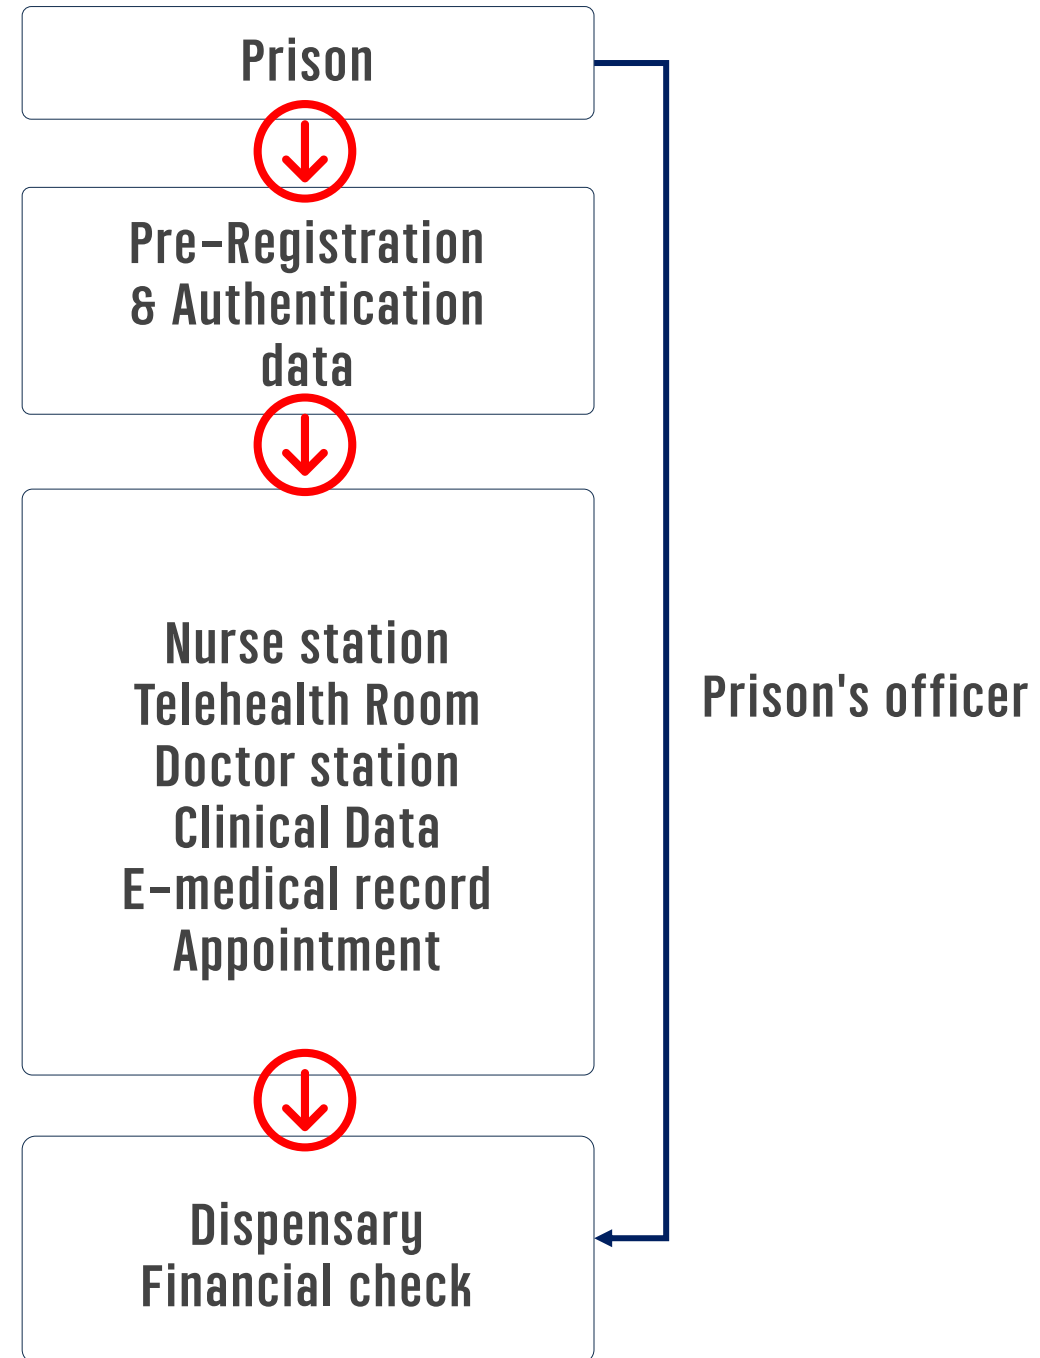 Prison
Pre-Registration
& Authentication
data
Nurse station
Telehealth Room
Doctor station
Clinical Data
E-medical record
Appointment
Prison's officer
Dispensary
Financial check